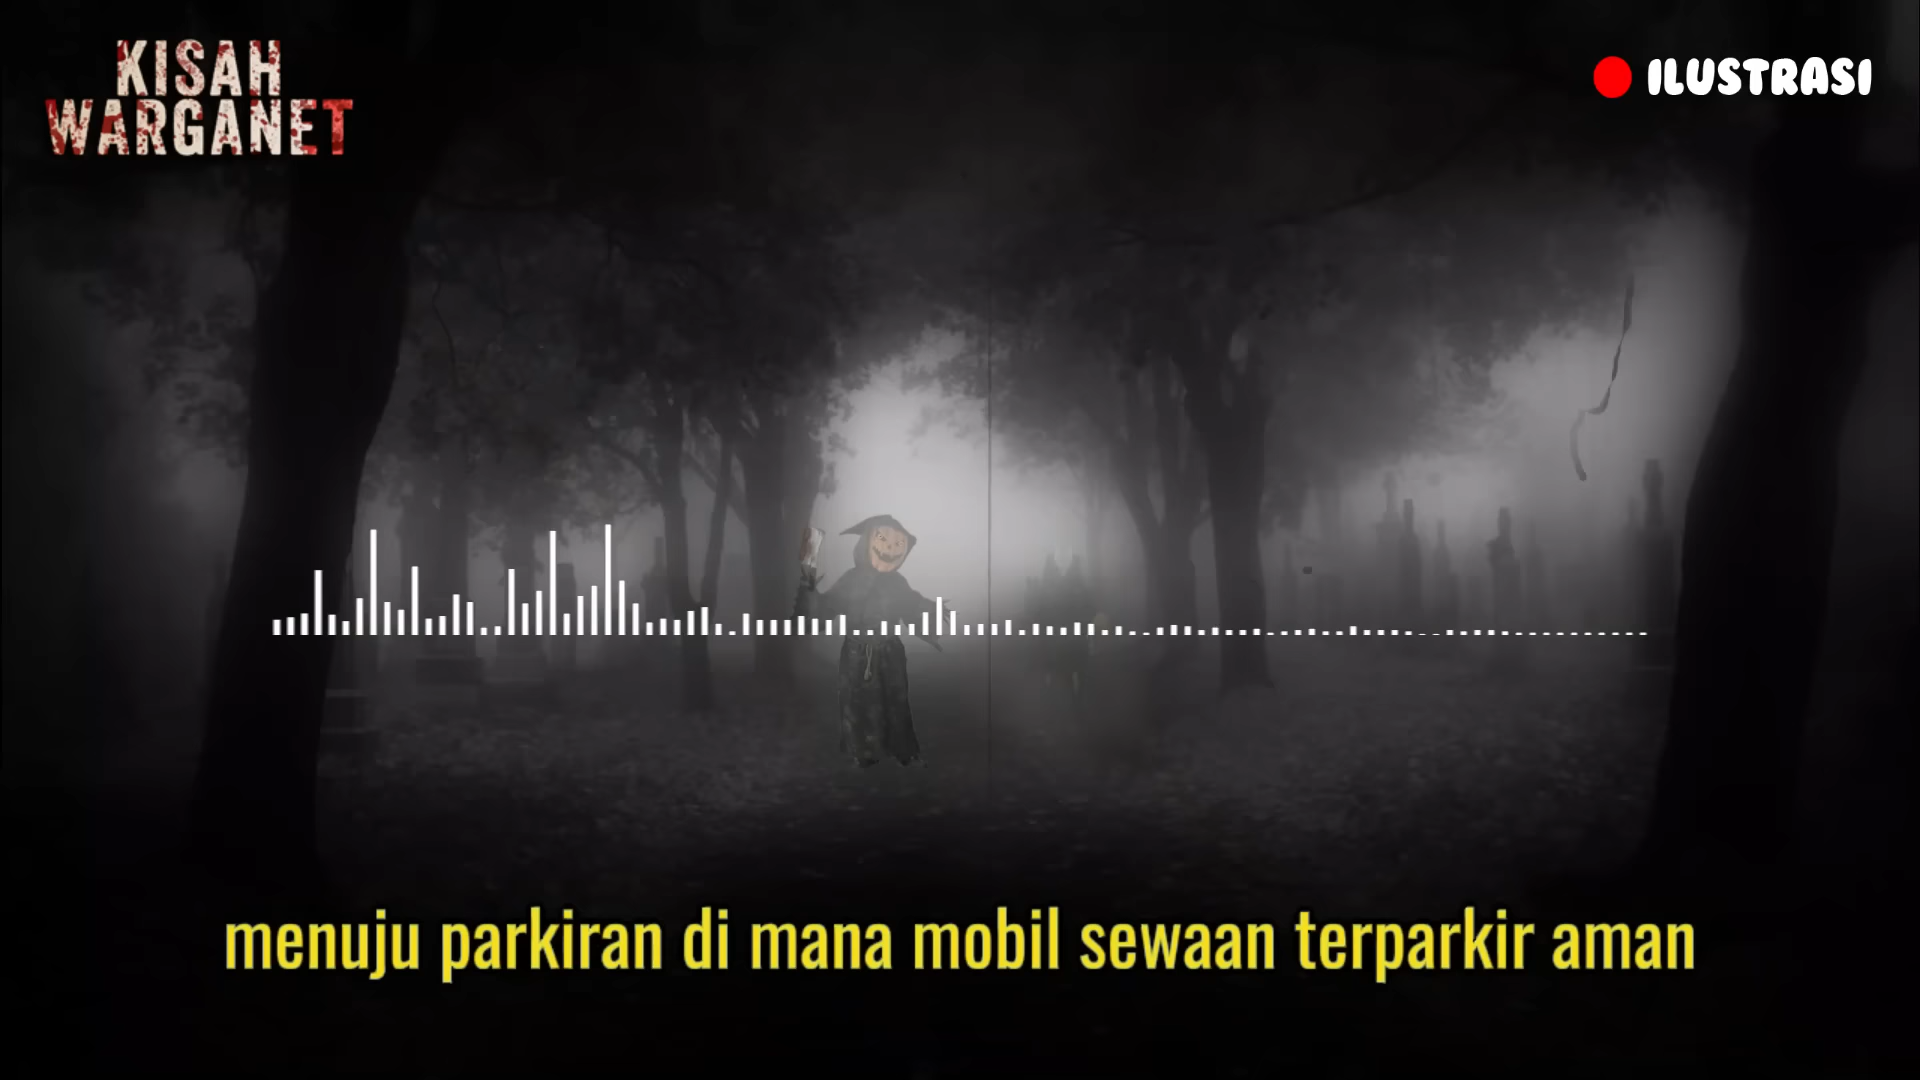 KISAH
WARGANET
ILUSTRASI
menuju parkiran di mana mobil sewaan terparkir aman